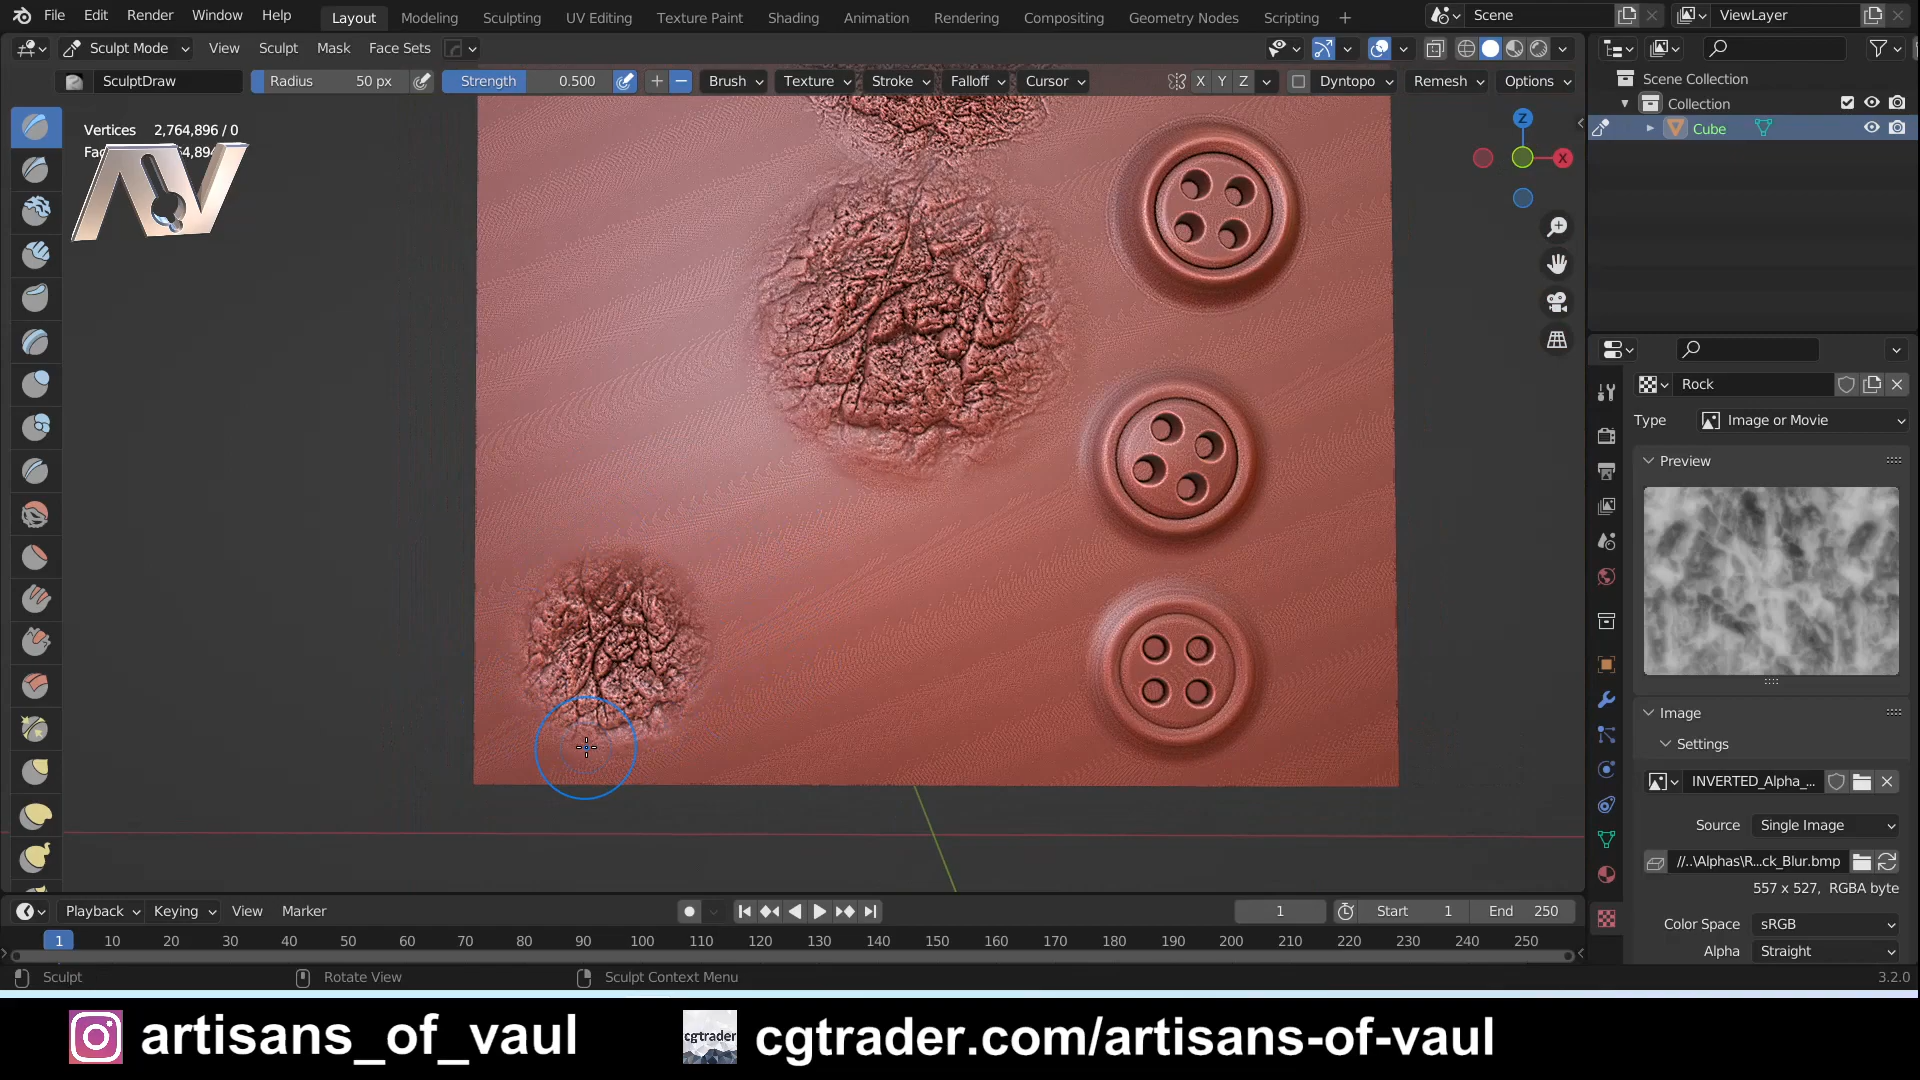 File Edit Render Window Help Layout Modeling Sculpting UV Editing Texture Paint Shading Animation Rendering Compositing Geometry Nodes Scripting + Scene ViewLayer
Sculpt Mode View Sculpt Mask Face Sets
SculptDraw Radius 50 px Strength 0.500 Brush Texture Stroke Falloff Cursor X Y Z Dyntopo Remesh Options
Scene Collection
Collection
Cube
Vertices 2,764,896 / 0
Z
X
Rock
Type Image or Movie
Preview
Image
Settings
INVERTED_Alpha_...
Source Single Image
//..\Alphas\R...ck_Blur.bmp
557 x 527, RGBA byte
Color Space sRGB
Alpha Straight
Playback Keying View Marker 1 Start 1 End 250
1 10 20 30 40 50 60 70 80 90 100 110 120 130 140 150 160 170 180 190 200 210 220 230 240 250
Sculpt Rotate View Sculpt Context Menu 3.2.0
artisans_of_vaul cgtrader cgtrader.com/artisans-of-vaul